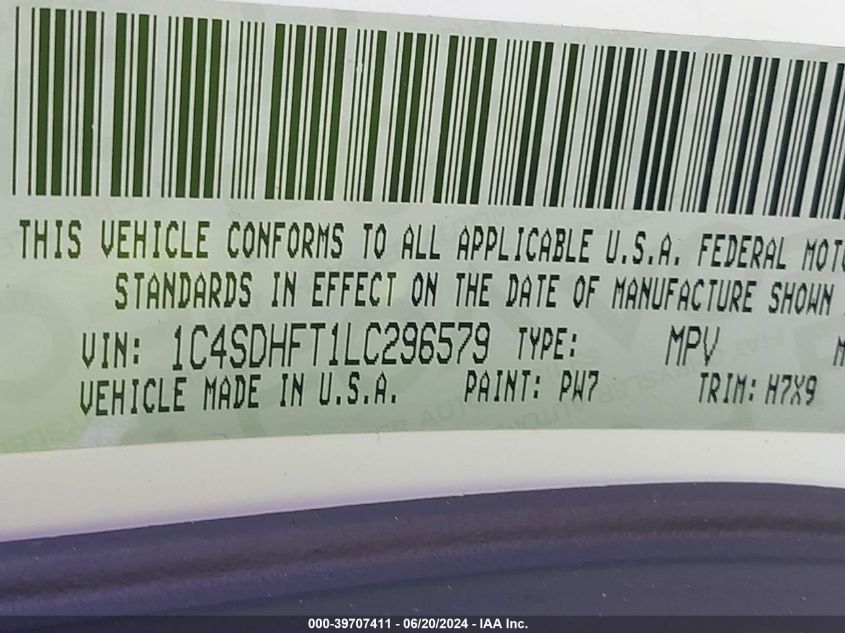 THIS VEHICLE CONFORMS TO ALL APPLICABLE U.S.A. FEDERAL
STANDARDS IN EFFECT ON THE DATE OF MANUFACTURE SHOWN
VIN: 1C4SDHFT1LC296579 TYPE: MPV
VEHICLE MADE IN U.S.A. PAINT: PW7 TRIM: H7X9
000-39707411 - 06/20/2024 - IAA Inc.